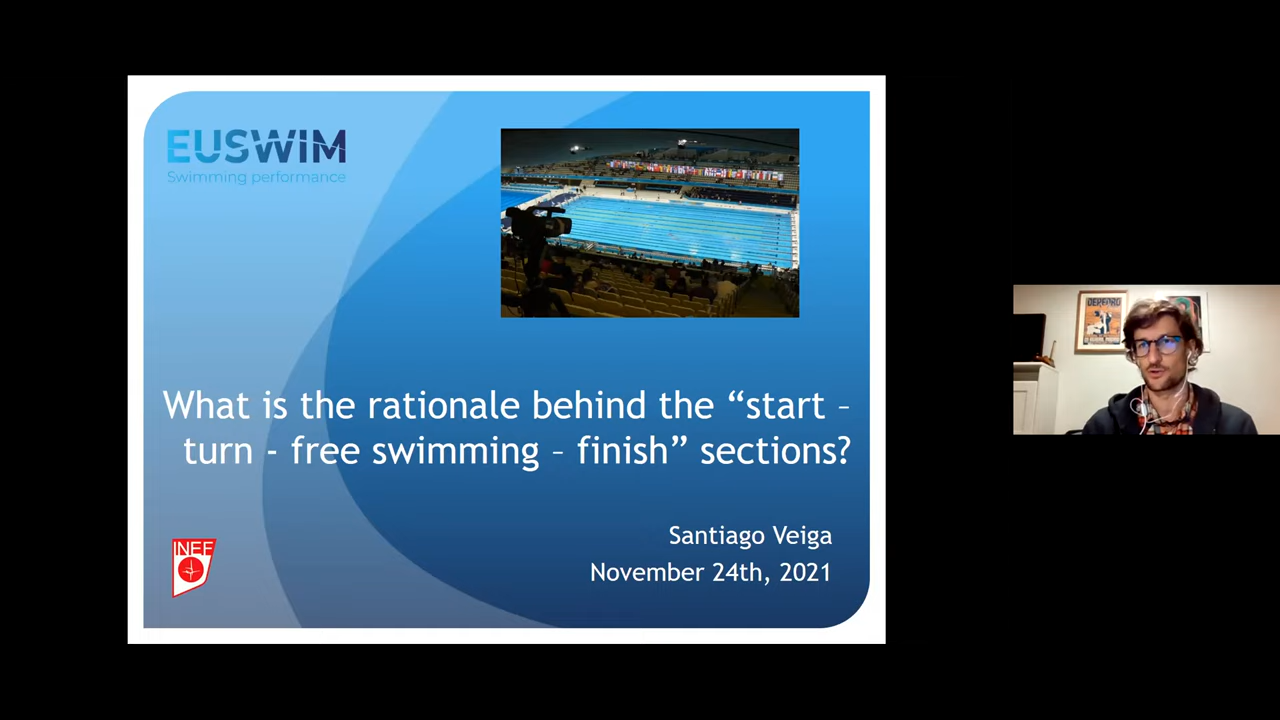 EUSWIM
Swimming performance
What is the rationale behind the “start –
turn - free swimming – finish” sections?
Santiago Veiga
November 24th, 2021
INEF